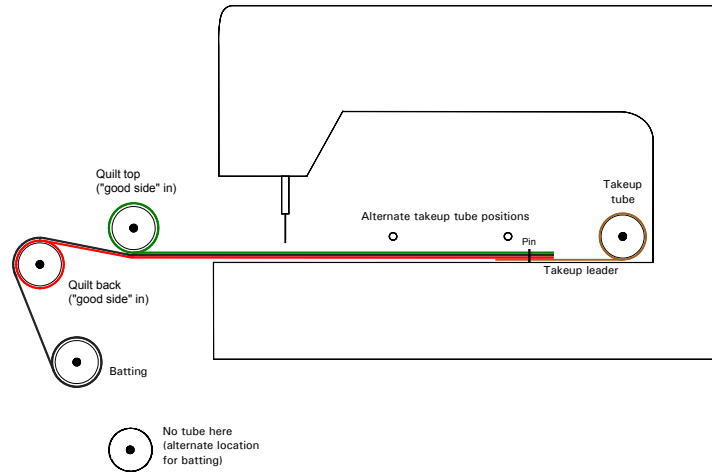 Quilt top
("good side" in)
Takeup
tube
Alternate takeup tube positions
Pin
Takeup leader
Quilt back
("good side" in)
Batting
No tube here
(alternate location
for batting)